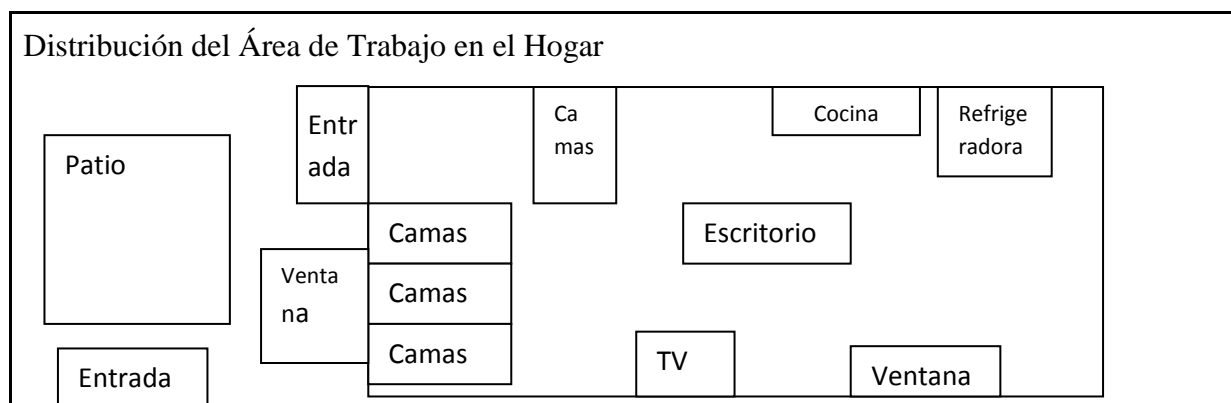 Distribución del Área de Trabajo en el Hogar
Entr
ada
Ca
mas
Cocina
Refrige
radora
Patio
Camas
Escritorio
Venta
na
Camas
Camas
TV
Ventana
Entrada